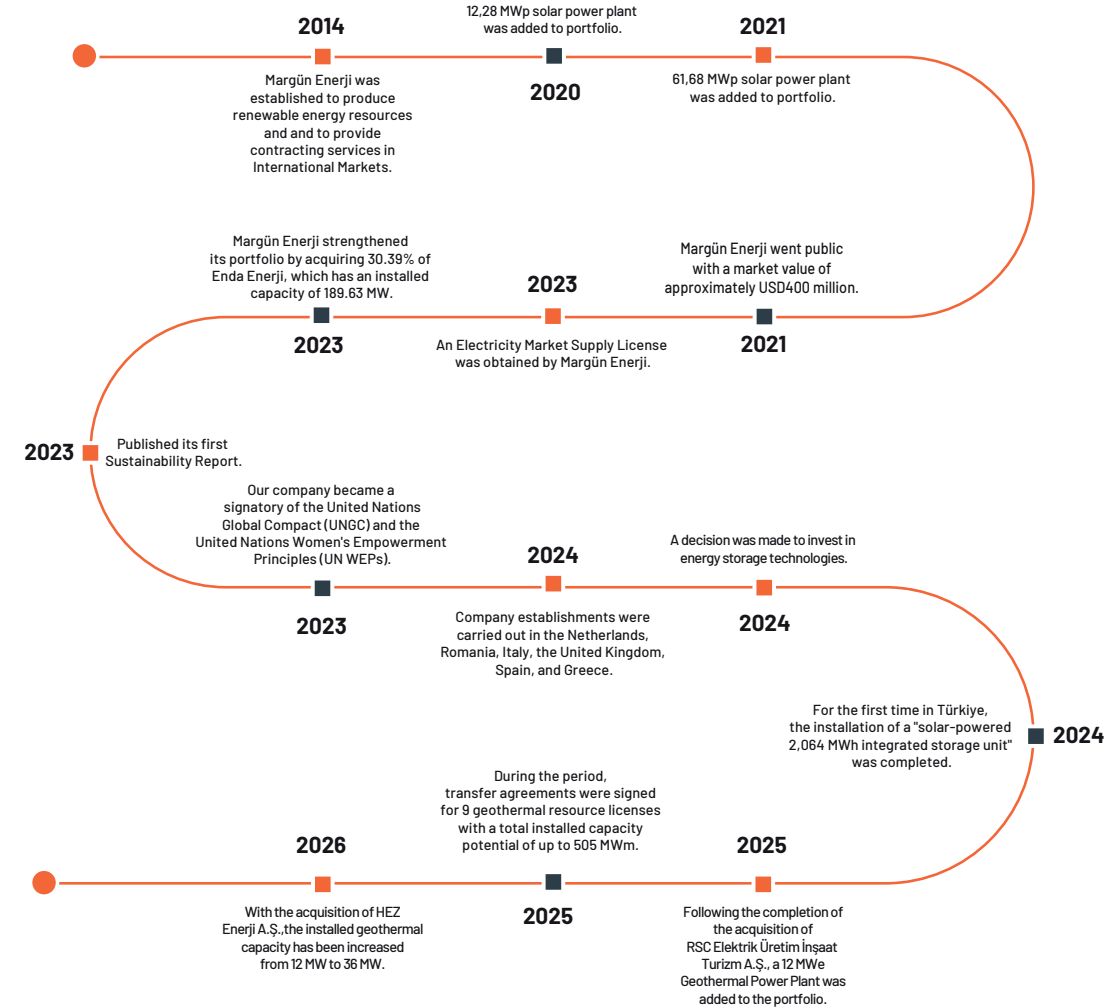 2014
Margün Enerji was
established to produce
renewable energy resources
and and to provide
contracting services in
International Markets.
12,28 MWp solar power plant
was added to portfolio.
2020
2021
61,68 MWp solar power plant
was added to portfolio.
Margün Enerji went public
with a market value of
approximately USD400 million.
2021
2023
An Electricity Market Supply License
was obtained by Margün Enerji.
Margün Enerji strengthened
its portfolio by acquiring 30.39% of
Enda Enerji, which has an installed
capacity of 189.63 MW.
2023
2023
Published its first
Sustainability Report.
Our company became a
signatory of the United Nations
Global Compact (UNGC) and the
United Nations Women's Empowerment
Principles (UN WEPs).
2023
2024
Company establishments were
carried out in the Netherlands,
Romania, Italy, the United Kingdom,
Spain, and Greece.
A decision was made to invest in
energy storage technologies.
2024
For the first time in Türkiye,
the installation of a "solar-powered
2,064 MWh integrated storage unit"
was completed.
2024
2025
Following the completion of
the acquisition of
RSC Elektrik Üretim İnşaat
Turizm A.Ş., a 12 MWe
Geothermal Power Plant was
added to the portfolio.
During the period,
transfer agreements were signed
for 9 geothermal resource licenses
with a total installed capacity
potential of up to 505 MWm.
2025
2026
With the acquisition of HEZ
Enerji A.Ş.,the installed geothermal
capacity has been increased
from 12 MW to 36 MW.